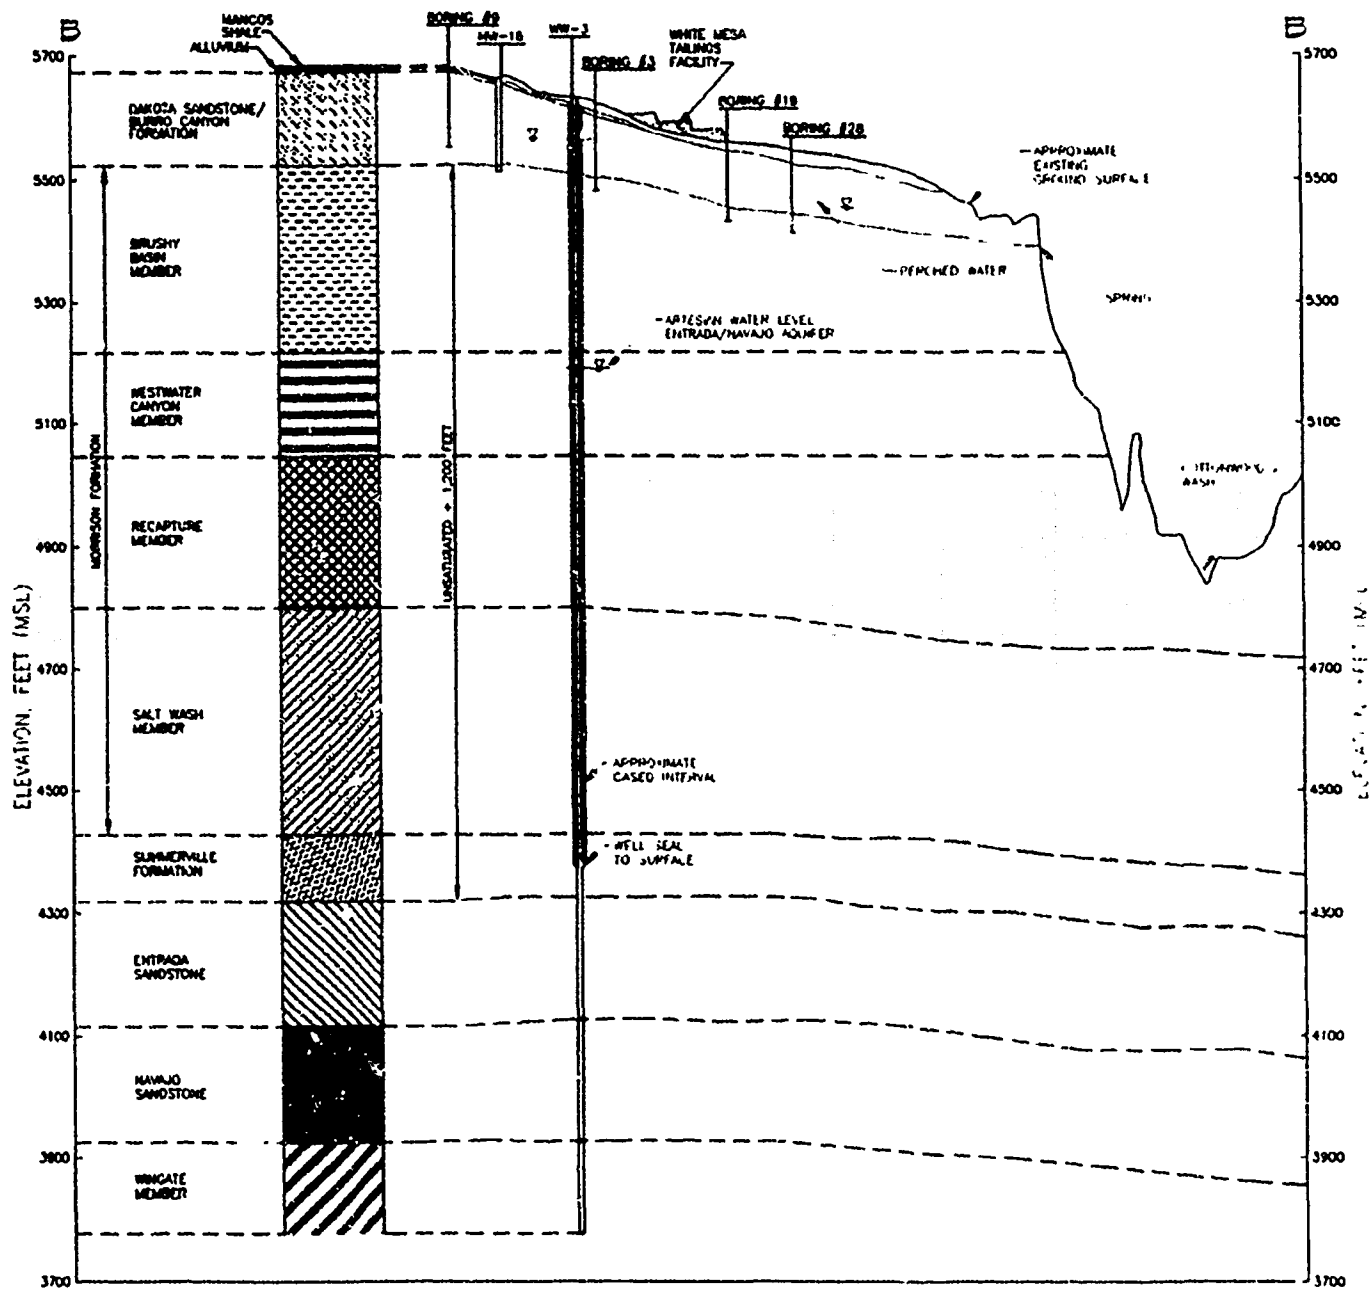 B
B
MANCOS
SHALE
ALLUVIUM
BORING #9
MW-16
WW-3
BORING #3
WHITE MESA
TAILINGS
FACILITY
BORING #19
BORING #28
5700
5700
DAKOTA SANDSTONE/
BURRO CANYON
FORMATION
APPROXIMATE
EXISTING
GROUND SURFACE
5500
5500
BRUSHY
BASIN
MEMBER
PERCHED WATER
SPRING
5300
5300
ARTESIAN WATER LEVEL
ENTRADA/NAVAJO AQUIFER
WESTWATER
CANYON
MEMBER
5100
5100
MORRISON FORMATION
UNSATURATED + 1,200 FEET
COTTONWOOD
WASH
RECAPTURE
MEMBER
4900
4900
ELEVATION, FEET (MSL)
4700
4700
SALT WASH
MEMBER
APPROXIMATE
CASED INTERVAL
4500
4500
SUMMERVILLE
FORMATION
WELL SEAL
TO SURFACE
4300
4300
ENTRADA
SANDSTONE
4100
4100
NAVAJO
SANDSTONE
3900
3900
WINGATE
MEMBER
3700
3700